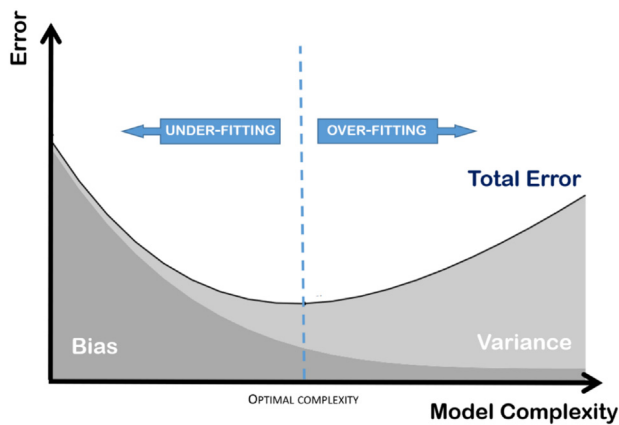 Error
UNDER-FITTING
OVER-FITTING
Total Error
Bias
Variance
OPTIMAL COMPLEXITY
Model Complexity